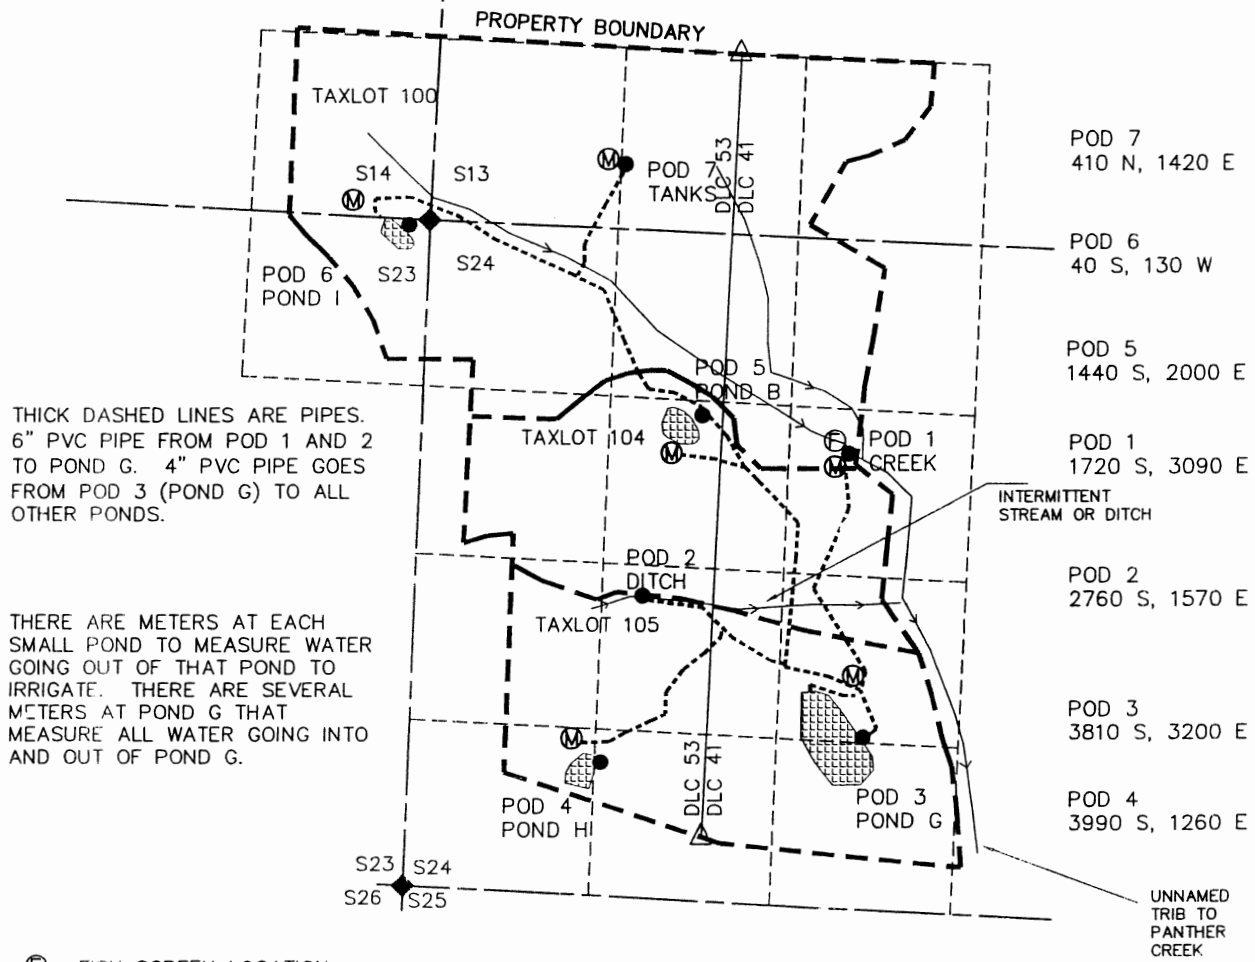 PROPERTY BOUNDARY
TAXLOT 100
S14
S13
M
M
POD 7
TANKS
DLC 53
DLC 41
POD 7
410 N, 1420 E
S23
S24
POD 6
POND I
POD 6
40 S, 130 W
POD 5
POND B
POD 5
1440 S, 2000 E
THICK DASHED LINES ARE PIPES.
6" PVC PIPE FROM POD 1 AND 2
TO POND G. 4" PVC PIPE GOES
FROM POD 3 (POND G) TO ALL
OTHER PONDS.
TAXLOT 104
M
F
M
POD 1
CREEK
POD 1
1720 S, 3090 E
INTERMITTENT
STREAM OR DITCH
POD 2
DITCH
POD 2
2760 S, 1570 E
TAXLOT 105
THERE ARE METERS AT EACH
SMALL POND TO MEASURE WATER
GOING OUT OF THAT POND TO
IRRIGATE. THERE ARE SEVERAL
METERS AT POND G THAT
MEASURE ALL WATER GOING INTO
AND OUT OF POND G.
M
M
POD 3
3810 S, 3200 E
DLC 53
DLC 41
POD 4
POND H
POD 3
POND G
POD 4
3990 S, 1260 E
S23
S24
S26
S25
UNNAMED
TRIB TO
PANTHER
CREEK
F FISH SCREEN LOCATION